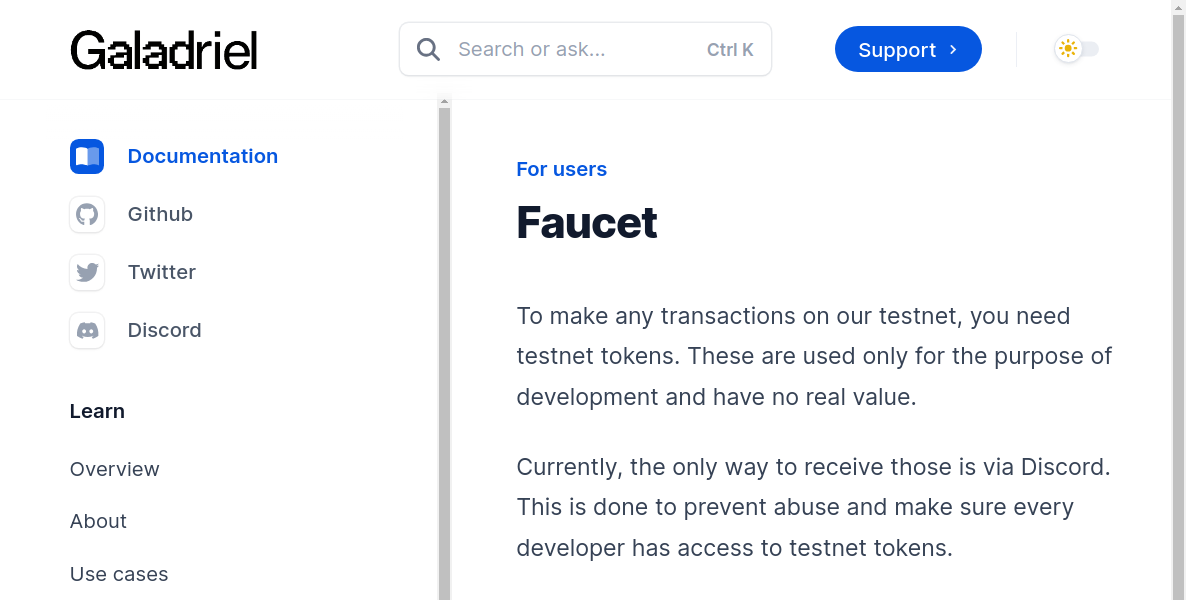 Galadriel
Search or ask...
Ctrl K
Support
Documentation
Github
Twitter
Discord
Learn
Overview
About
Use cases
For users
Faucet
To make any transactions on our testnet, you need
testnet tokens. These are used only for the purpose of
development and have no real value.
Currently, the only way to receive those is via Discord.
This is done to prevent abuse and make sure every
developer has access to testnet tokens.